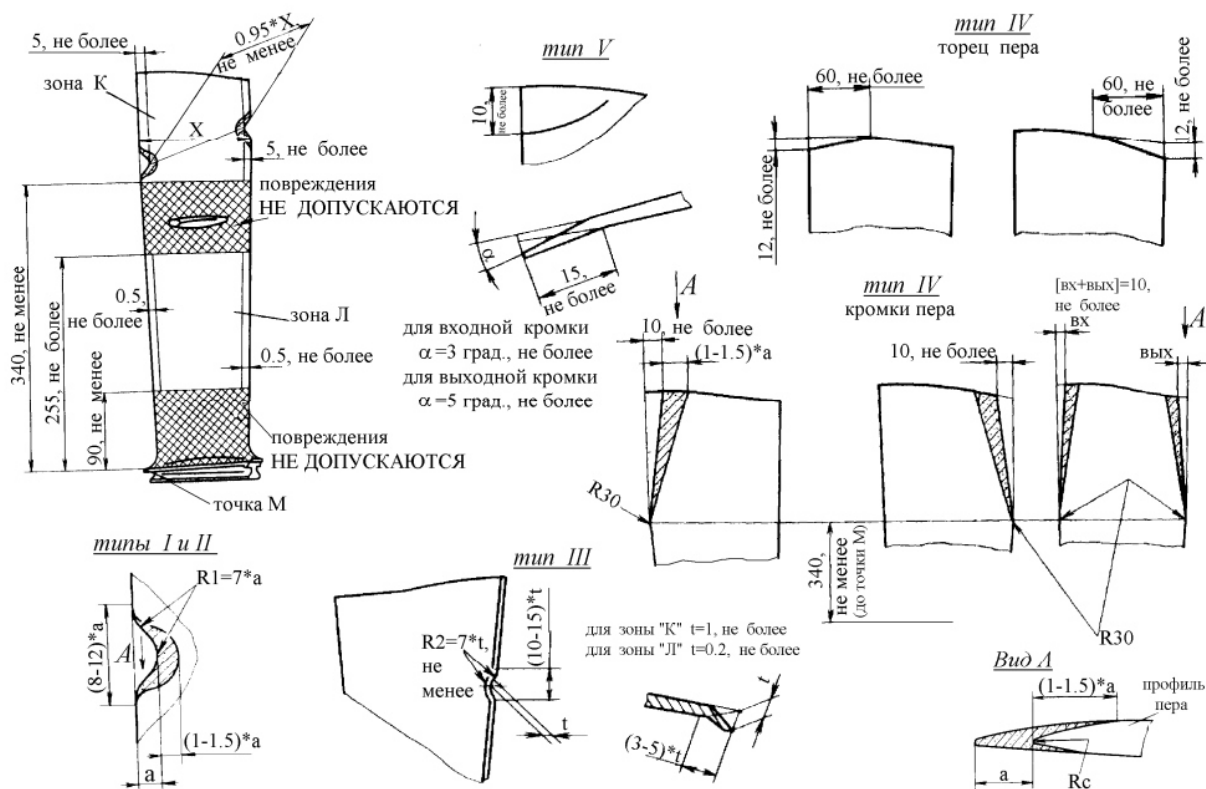 0.95*X,
не менее
5, не более
зона К
X
5, не более
повреждения
НЕ ДОПУСКАЮТСЯ
340, не менее
255, не более
90, не менее
0.5,
не более
зона Л
0.5, не более
повреждения
НЕ ДОПУСКАЮТСЯ
точка М
тип V
10,
не более
α
15,
не более
для входной кромки
α=3 град., не более
для выходной кромки
α=5 град., не более
тип IV
торец пера
60, не более
12, не более
60, не
более
12, не более
тип IV
кромки пера
А
10, не более
(1-1.5)*a
R30
10, не более
[вх+вых]=10,
не более
вх
А
вых
340,
не менее
(до точки М)
R30
типы I и II
R1=7*a
(8-12)*a
А
(1-1.5)*a
a
тип III
R2=7*t,
не
менее
(10-15)*t
t
для зоны "К" t=1, не более
для зоны "Л" t=0.2, не более
t
(3-5)*t
Вид А
(1-1.5)*a
профиль
пера
a
Rc